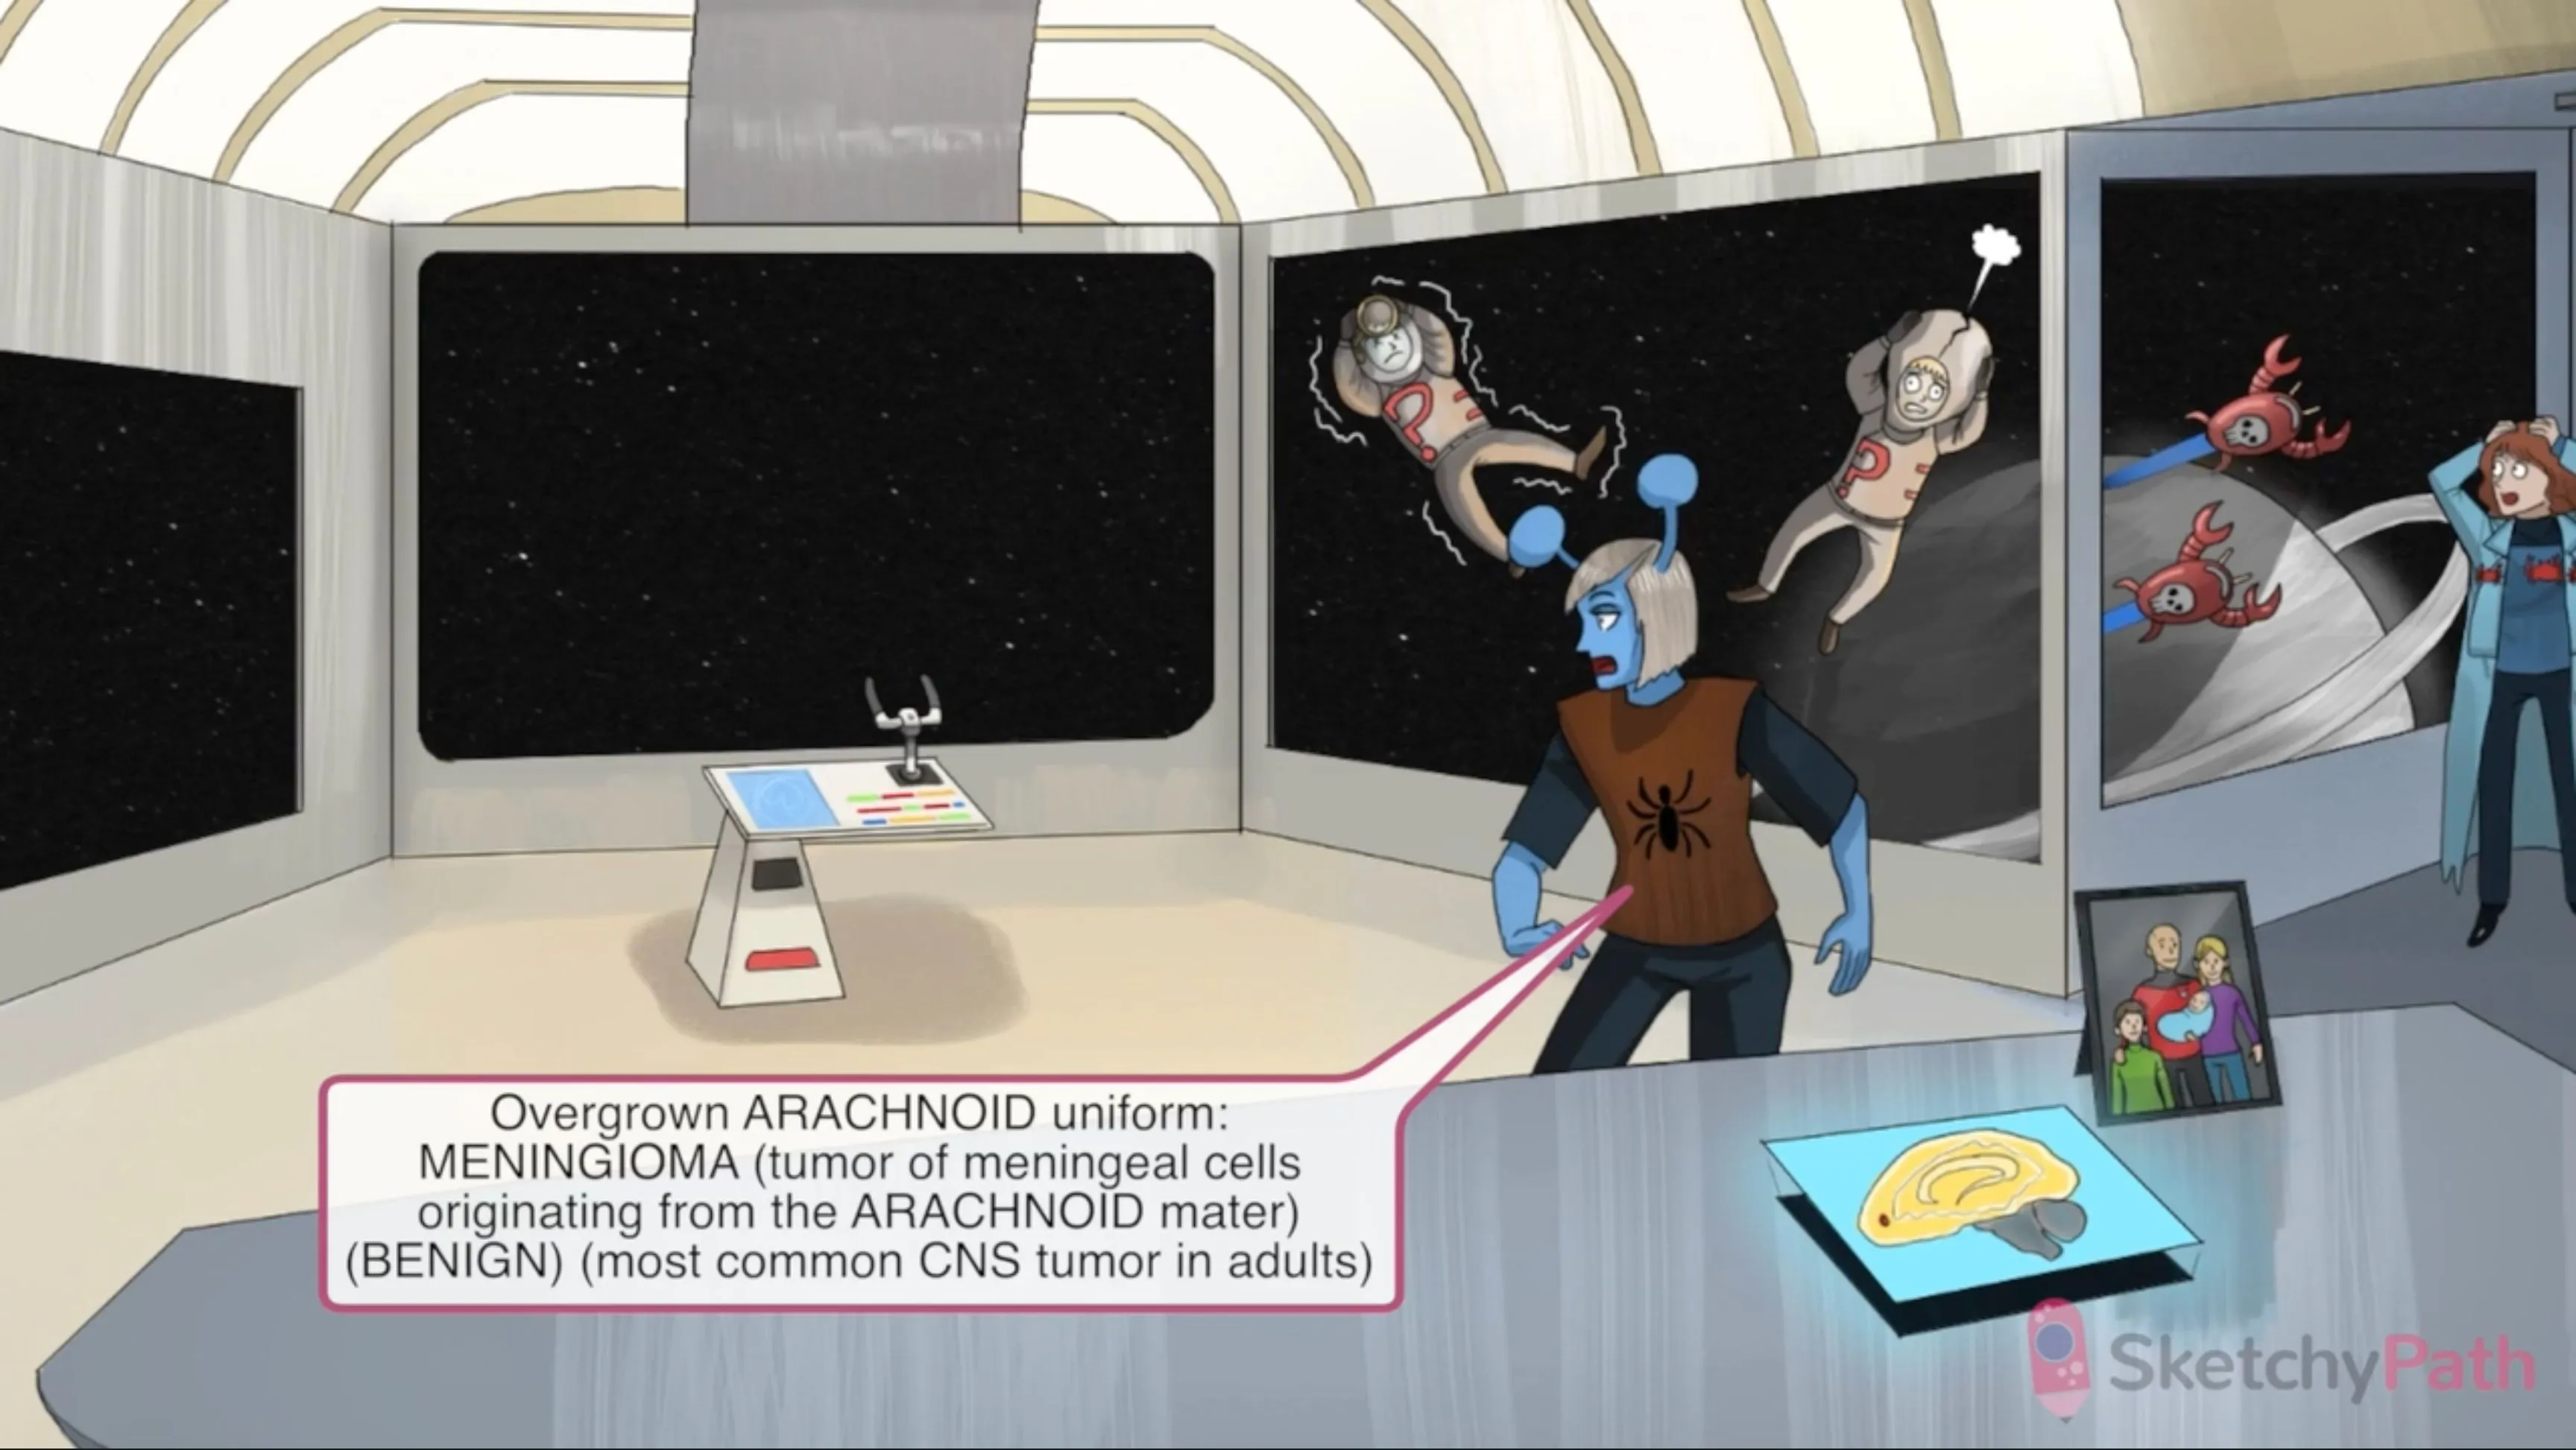 ? =
? =
Overgrown ARACHNOID uniform:
MENINGIOMA (tumor of meningeal cells
originating from the ARACHNOID mater)
(BENIGN) (most common CNS tumor in adults)
SketchyPath